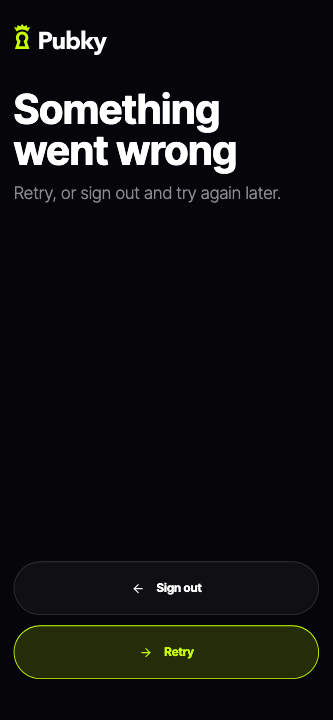 Pubky
Something
went wrong
Retry, or sign out and try again later.
Sign out
Retry